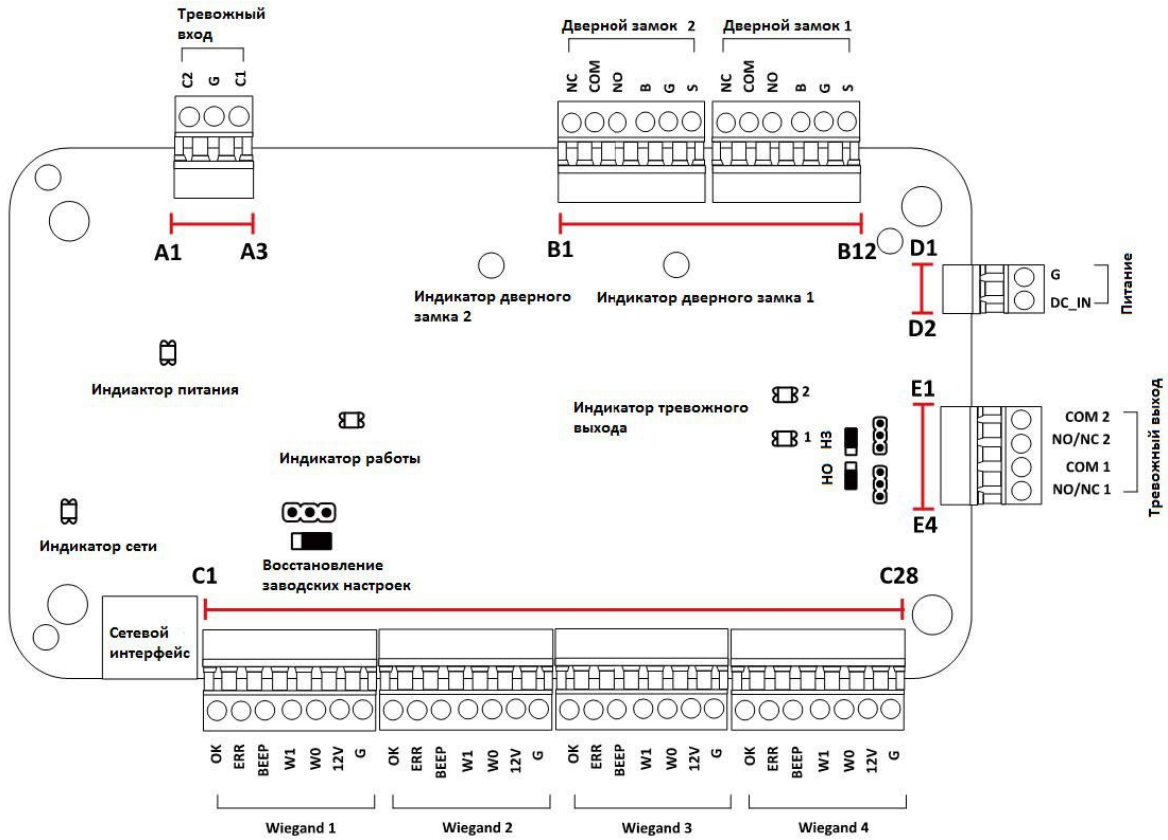 Тревожный
вход
C2
G
C1
Дверной замок 2
NC
COM
NO
B
G
S
Дверной замок 1
NC
COM
NO
B
G
S
A1
A3
B1
B12
D1
D2
G
DC_IN
Питание
Индикатор дверного
замка 2
Индикатор дверного замка 1
Индиактор питания
Индикатор работы
Индикатор сети
Индикатор тревожного
выхода
2
1
НЗ
НО
E1
E4
COM 2
NO/NC 2
COM 1
NO/NC 1
Тревожный выход
Восстановление
заводских настроек
C1
C28
Сетевой
интерфейс
OK
ERR
BEEP
W1
W0
12V
G
OK
ERR
BEEP
W1
W0
12V
G
OK
ERR
BEEP
W1
W0
12V
G
OK
ERR
BEEP
W1
W0
12V
G
Wiegand 1
Wiegand 2
Wiegand 3
Wiegand 4